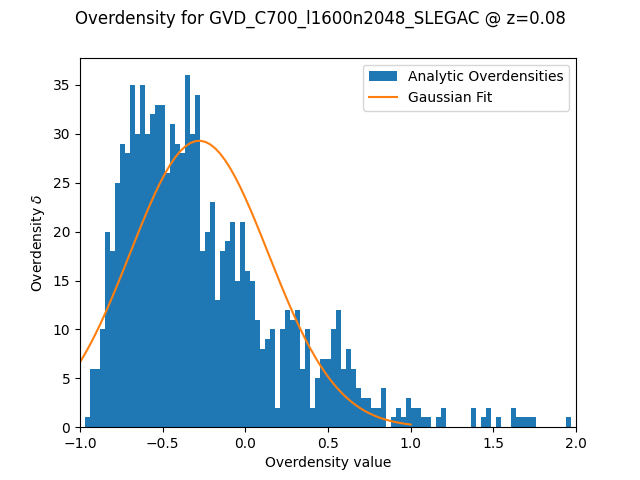 Overdensity for GVD_C700_l1600n2048_SLEGAC @ z=0.08
Analytic Overdensities
Gaussian Fit
Overdensity δ
35
30
25
20
15
10
5
0
−1.0 −0.5 0.0 0.5 1.0 1.5 2.0
Overdensity value